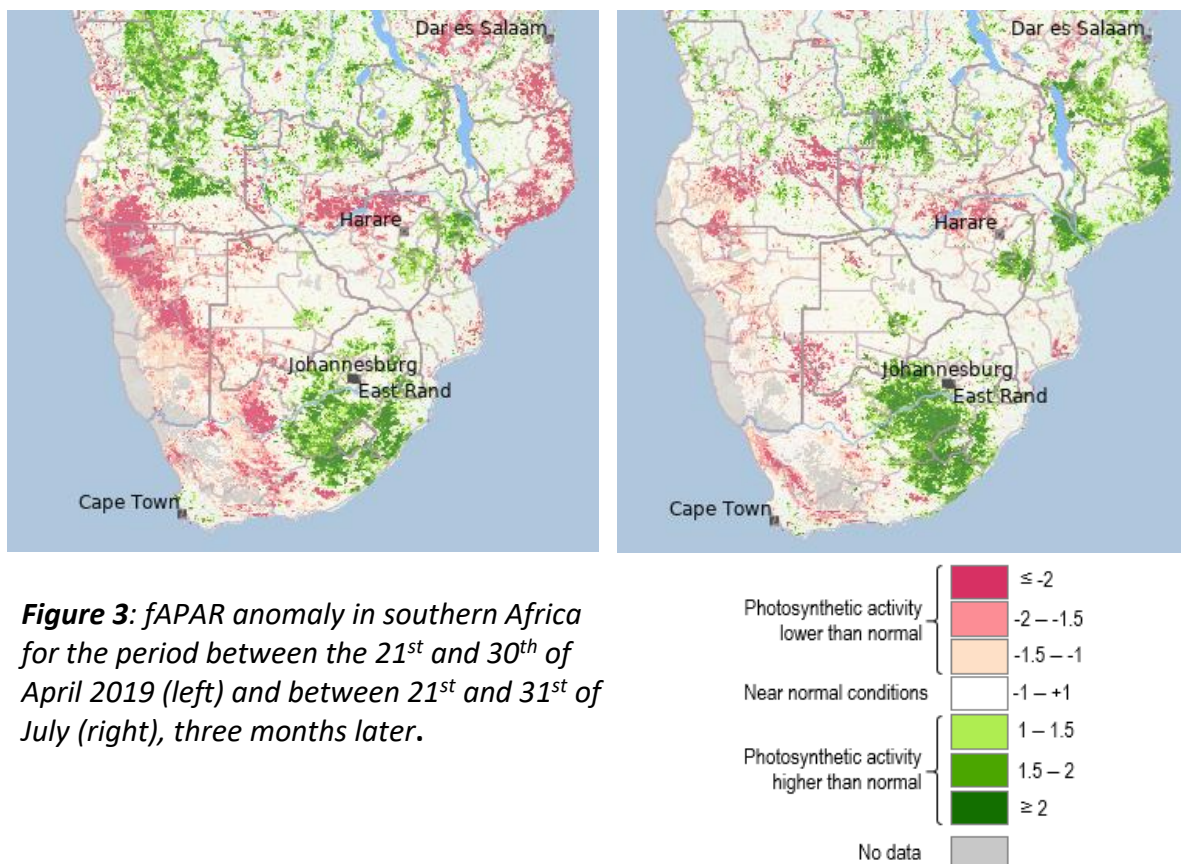 Dar es Salaam
Harare
Johannesburg
East Rand
Cape Town
Dar es Salaam
Harare
Johannesburg
East Rand
Cape Town
Figure 3: fAPAR anomaly in southern Africa
for the period between the 21st and 30th of
April 2019 (left) and between 21st and 31st of
July (right), three months later.
Photosynthetic activity
lower than normal
≤ -2
-2 – -1.5
-1.5 – -1
Near normal conditions
-1 – +1
Photosynthetic activity
higher than normal
1 – 1.5
1.5 – 2
≥ 2
No data